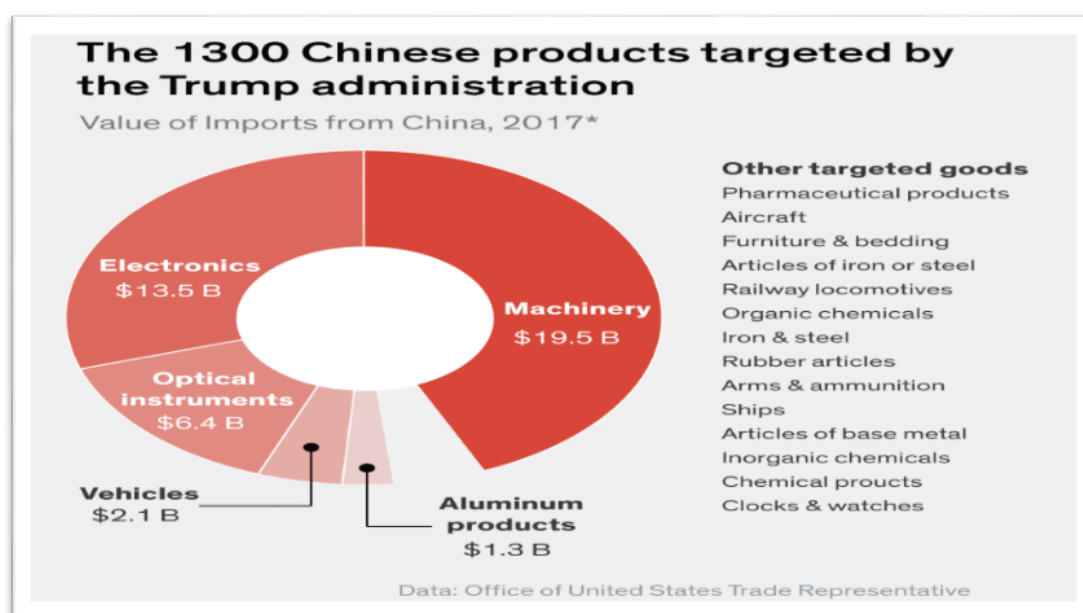 The 1300 Chinese products targeted by
the Trump administration
Value of Imports from China, 2017*
Electronics
$13.5 B
Machinery
$19.5 B
Optical
instruments
$6.4 B
Vehicles
$2.1 B
Aluminum
products
$1.3 B
Other targeted goods
Pharmaceutical products
Aircraft
Furniture & bedding
Articles of iron or steel
Railway locomotives
Organic chemicals
Iron & steel
Rubber articles
Arms & ammunition
Ships
Articles of base metal
Inorganic chemicals
Chemical proucts
Clocks & watches
Data: Office of United States Trade Representative